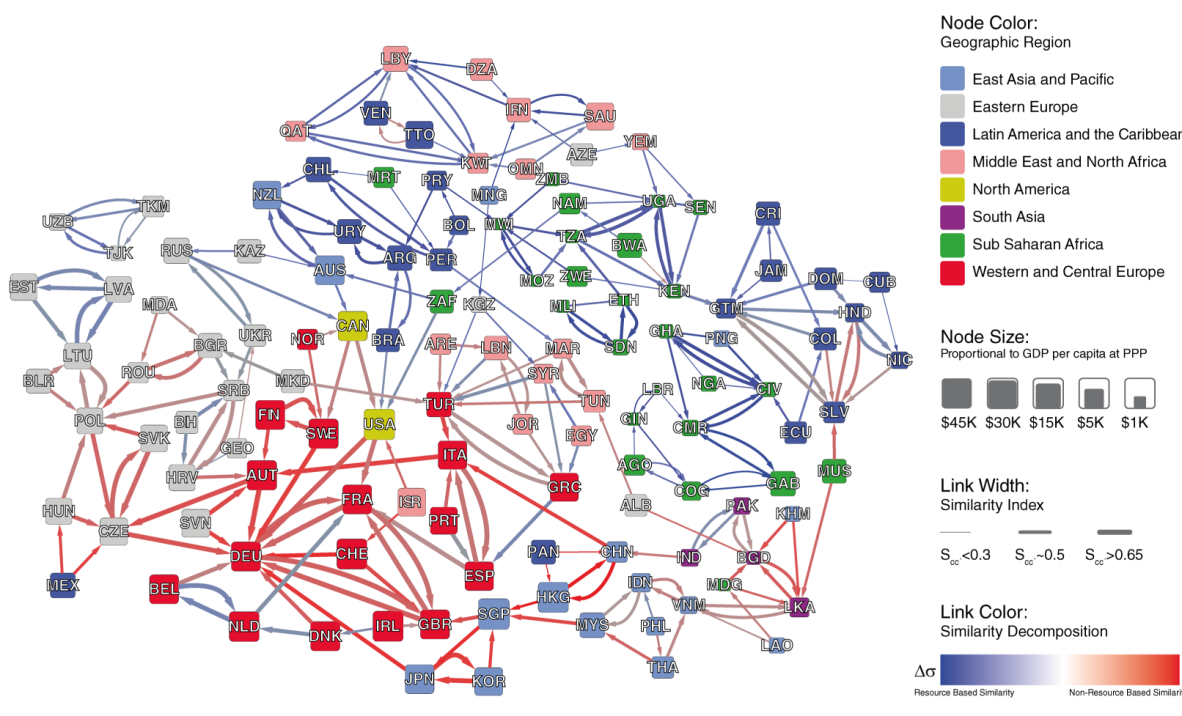 Node Color:
Geographic Region
East Asia and Pacific
Eastern Europe
Latin America and the Caribbean
Middle East and North Africa
North America
South Asia
Sub Saharan Africa
Western and Central Europe
Node Size:
Proportional to GDP per capita at PPP
$45K $30K $15K $5K $1K
Link Width:
Similarity Index
Scc<0.3 Scc~0.5 Scc>0.65
Link Color:
Similarity Decomposition
Δσ
Resource Based Similarity Non-Resource Based Similarit
LBY DZA
VEN IRN SAU
QAT TTO YEM
KWT OMN AZE
CHL MRT PRY ZMB
NZL MNG NAM UGA SEN
UZB TKM URY BOL MWI CRI
TJK RUS KAZ ARG PER TZA BWA
AUS MOZ ZWE KEN JAM DOM CUB
EST LVA MDA ZAF KGZ MLI ETH GTM HND
UKR NOR CAN BRA GHA PNG COL
LTU BGR ARE LBN MAR SDN NIC
BLR ROU SRB MKD SYR LBR NGA CIV
POL FIN TUR TUN SLV
BH SWE USA JOR GIN CMR ECU
SVK GEO EGY
HRV AUT ITA AGO MUS
FRA ISR GRC COG GAB
HUN ALB PAK KHM
CZE SVN PRT
DEU CHE PAN CHN IND BGD
MEX BEL ESP IDN MDG
HKG VNM LKA
NLD DNK IRL GBR SGP MYS PHL
LAO
JPN KOR THA